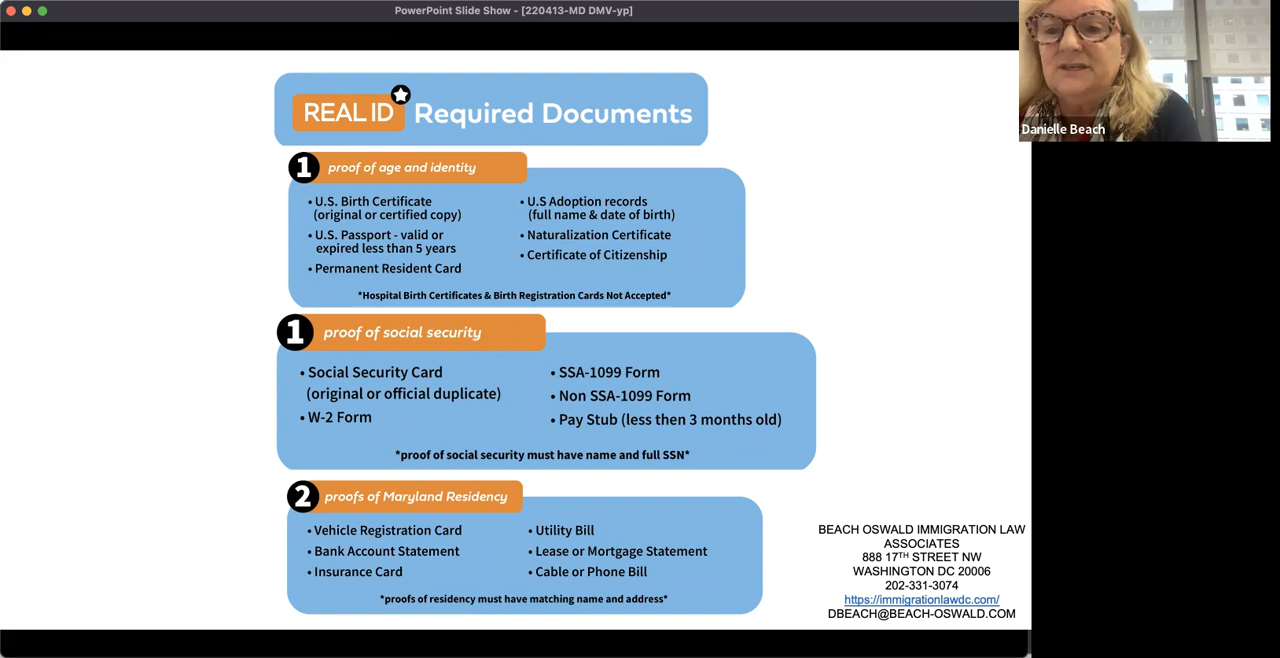 PowerPoint Slide Show - [220413-MD DMV-yp]
REAL ID Required Documents
1 proof of age and identity
• U.S. Birth Certificate
(original or certified copy)
• U.S. Passport - valid or
expired less than 5 years
• Permanent Resident Card
• U.S Adoption records
(full name & date of birth)
• Naturalization Certificate
• Certificate of Citizenship
*Hospital Birth Certificates & Birth Registration Cards Not Accepted*
1 proof of social security
• Social Security Card
(original or official duplicate)
• W-2 Form
• SSA-1099 Form
• Non SSA-1099 Form
• Pay Stub (less then 3 months old)
*proof of social security must have name and full SSN*
2 proofs of Maryland Residency
• Vehicle Registration Card
• Bank Account Statement
• Insurance Card
• Utility Bill
• Lease or Mortgage Statement
• Cable or Phone Bill
*proofs of residency must have matching name and address*
BEACH OSWALD IMMIGRATION LAW
ASSOCIATES
888 17TH STREET NW
WASHINGTON DC 20006
202-331-3074
https://immigrationlawdc.com/
DBEACH@BEACH-OSWALD.COM
Danielle Beach